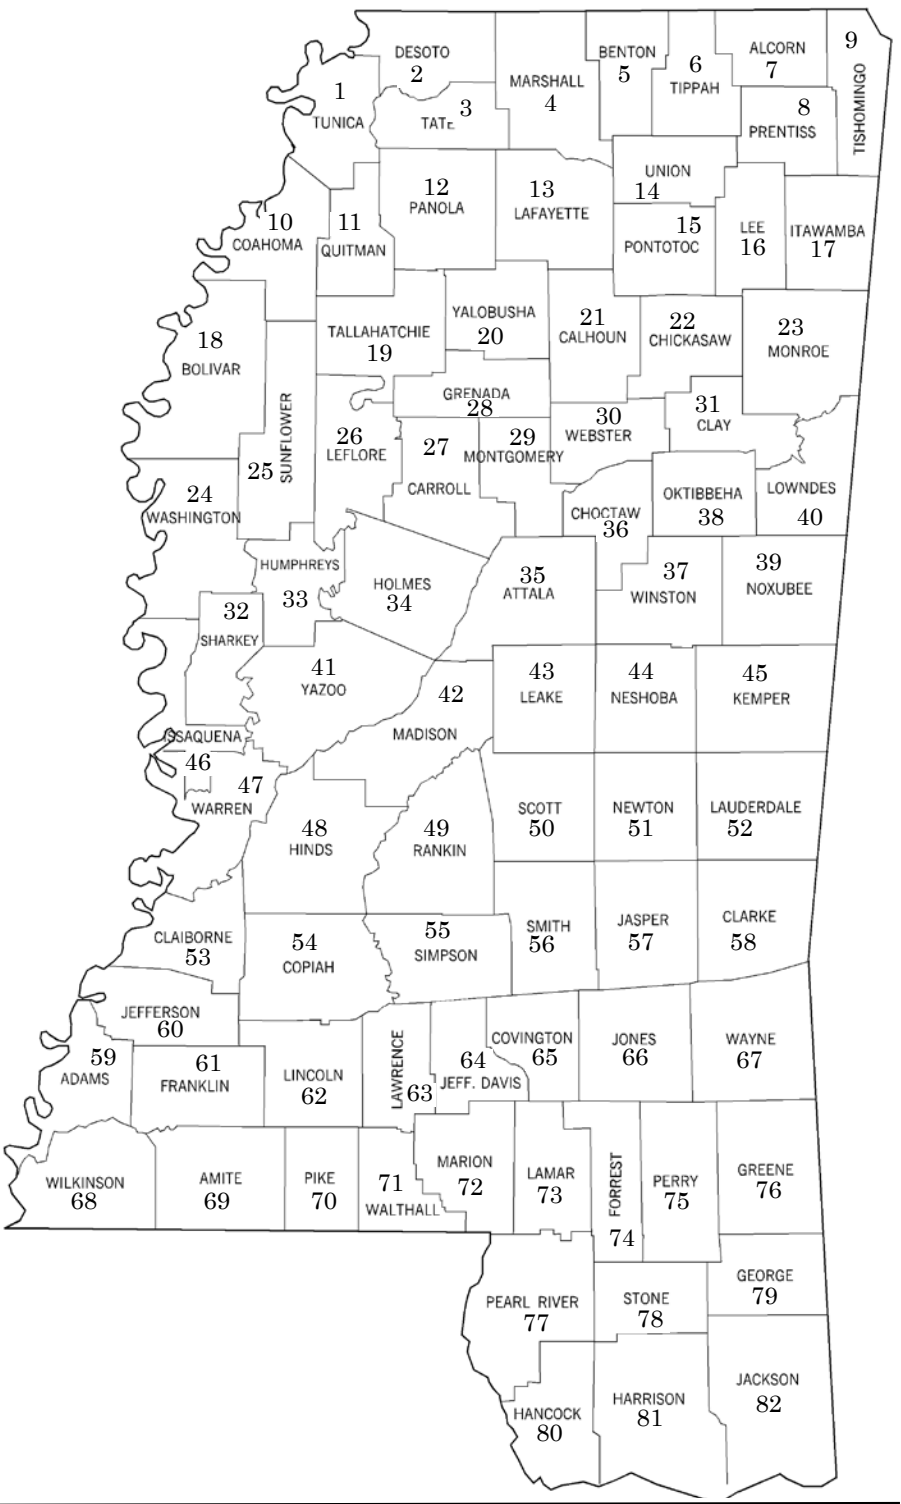 DESOTO
2
MARSHALL
4
BENTON
5
6
TIPPAH
ALCORN
7
9
TISHOMINGO
1
TUNICA
3
TATE
8
PRENTISS
12
PANOLA
13
LAFAYETTE
UNION
14
10
COAHOMA
11
QUITMAN
15
PONTOTOC
LEE
16
ITAWAMBA
17
18
BOLIVAR
TALLAHATCHIE
19
YALOBUSHA
20
21
CALHOUN
22
CHICKASAW
23
MONROE
25
SUNFLOWER
26
LEFLORE
GRENADA
28
27
CARROLL
29
MONTGOMERY
30
WEBSTER
31
CLAY
24
WASHINGTON
CHOCTAW
36
OKTIBBEHA
38
LOWNDES
40
HUMPHREYS
33
HOLMES
34
35
ATTALA
37
WINSTON
39
NOXUBEE
32
SHARKEY
41
YAZOO
42
MADISON
43
LEAKE
44
NESHOBA
45
KEMPER
ISSAQUENA
46
47
WARREN
48
HINDS
49
RANKIN
SCOTT
50
NEWTON
51
LAUDERDALE
52
CLAIBORNE
53
54
COPIAH
55
SIMPSON
SMITH
56
JASPER
57
CLARKE
58
JEFFERSON
60
59
ADAMS
61
FRANKLIN
LINCOLN
62
LAWRENCE
63
64
JEFF. DAVIS
COVINGTON
65
JONES
66
WAYNE
67
WILKINSON
68
AMITE
69
PIKE
70
71
WALTHALL
MARION
72
LAMAR
73
FORREST
74
PERRY
75
GREENE
76
PEARL RIVER
77
STONE
78
GEORGE
79
HANCOCK
80
HARRISON
81
JACKSON
82